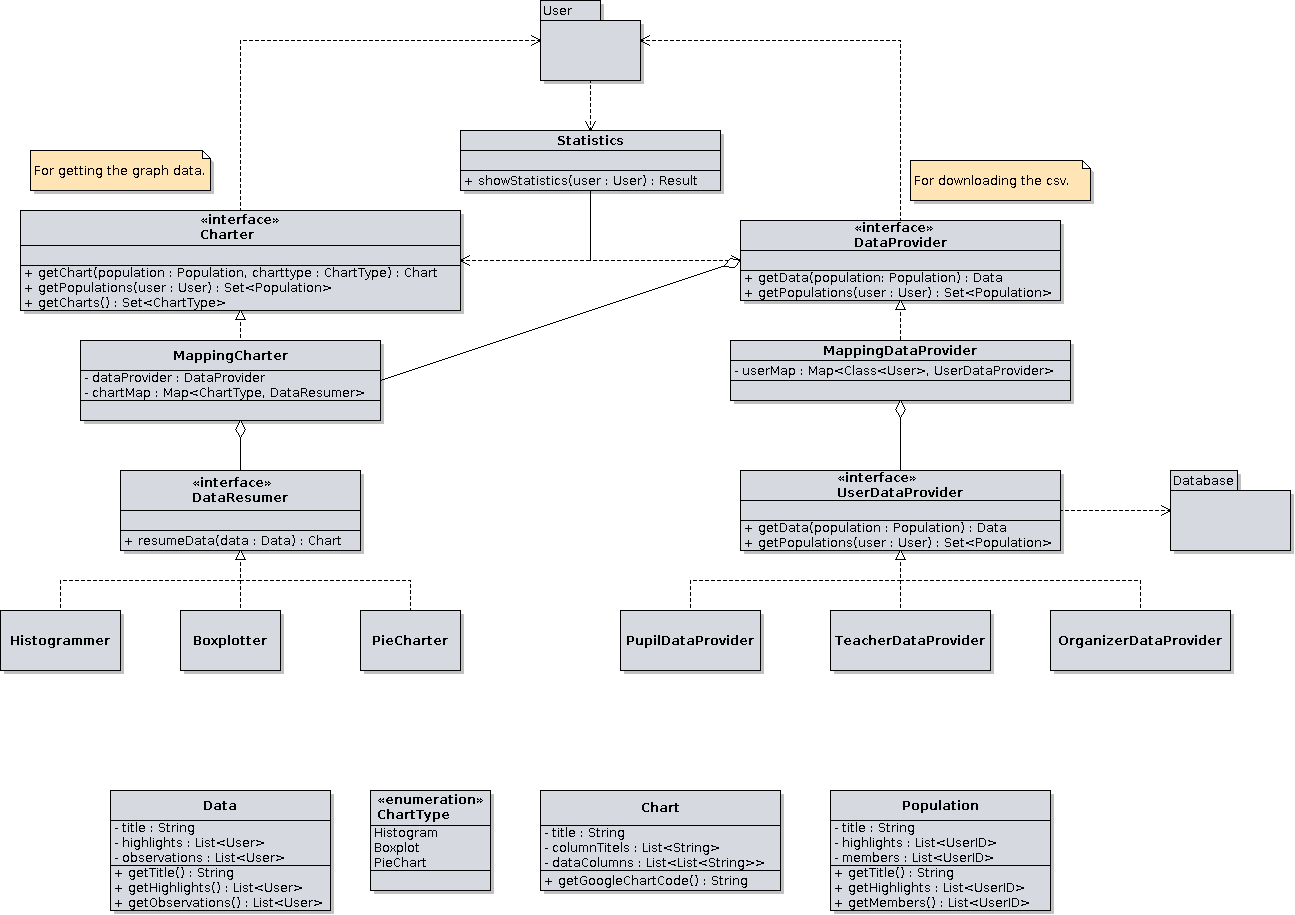 User
Statistics
+ showStatistics(user : User) : Result
For getting the graph data.
For downloading the csv.
«interface»
Charter
+ getChart(population : Population, charttype : ChartType) : Chart
+ getPopulations(user : User) : Set<Population>
+ getCharts() : Set<ChartType>
«interface»
DataProvider
+ getData(population: Population) : Data
+ getPopulations(user : User) : Set<Population>
MappingCharter
- dataProvider : DataProvider
- chartMap : Map<ChartType, DataResumer>
MappingDataProvider
- userMap : Map<Class<User>, UserDataProvider>
«interface»
DataResumer
+ resumeData(data : Data) : Chart
«interface»
UserDataProvider
+ getData(population : Population) : Data
+ getPopulations(user : User) : Set<Population>
Database
Histogrammer
Boxplotter
PieCharter
PupilDataProvider
TeacherDataProvider
OrganizerDataProvider
Data
- title : String
- highlights : List<User>
- observations : List<User>
+ getTitle() : String
+ getHighlights() : List<User>
+ getObservations() : List<User>
«enumeration»
ChartType
Histogram
Boxplot
PieChart
Chart
- title : String
- columnTitels : List<String>
- dataColumns : List<List<String>>
+ getGoogleChartCode() : String
Population
- title : String
- highlights : List<UserID>
- members : List<UserID>
+ getTitle() : String
+ getHighlights : List<UserID>
+ getMembers() : List<UserID>